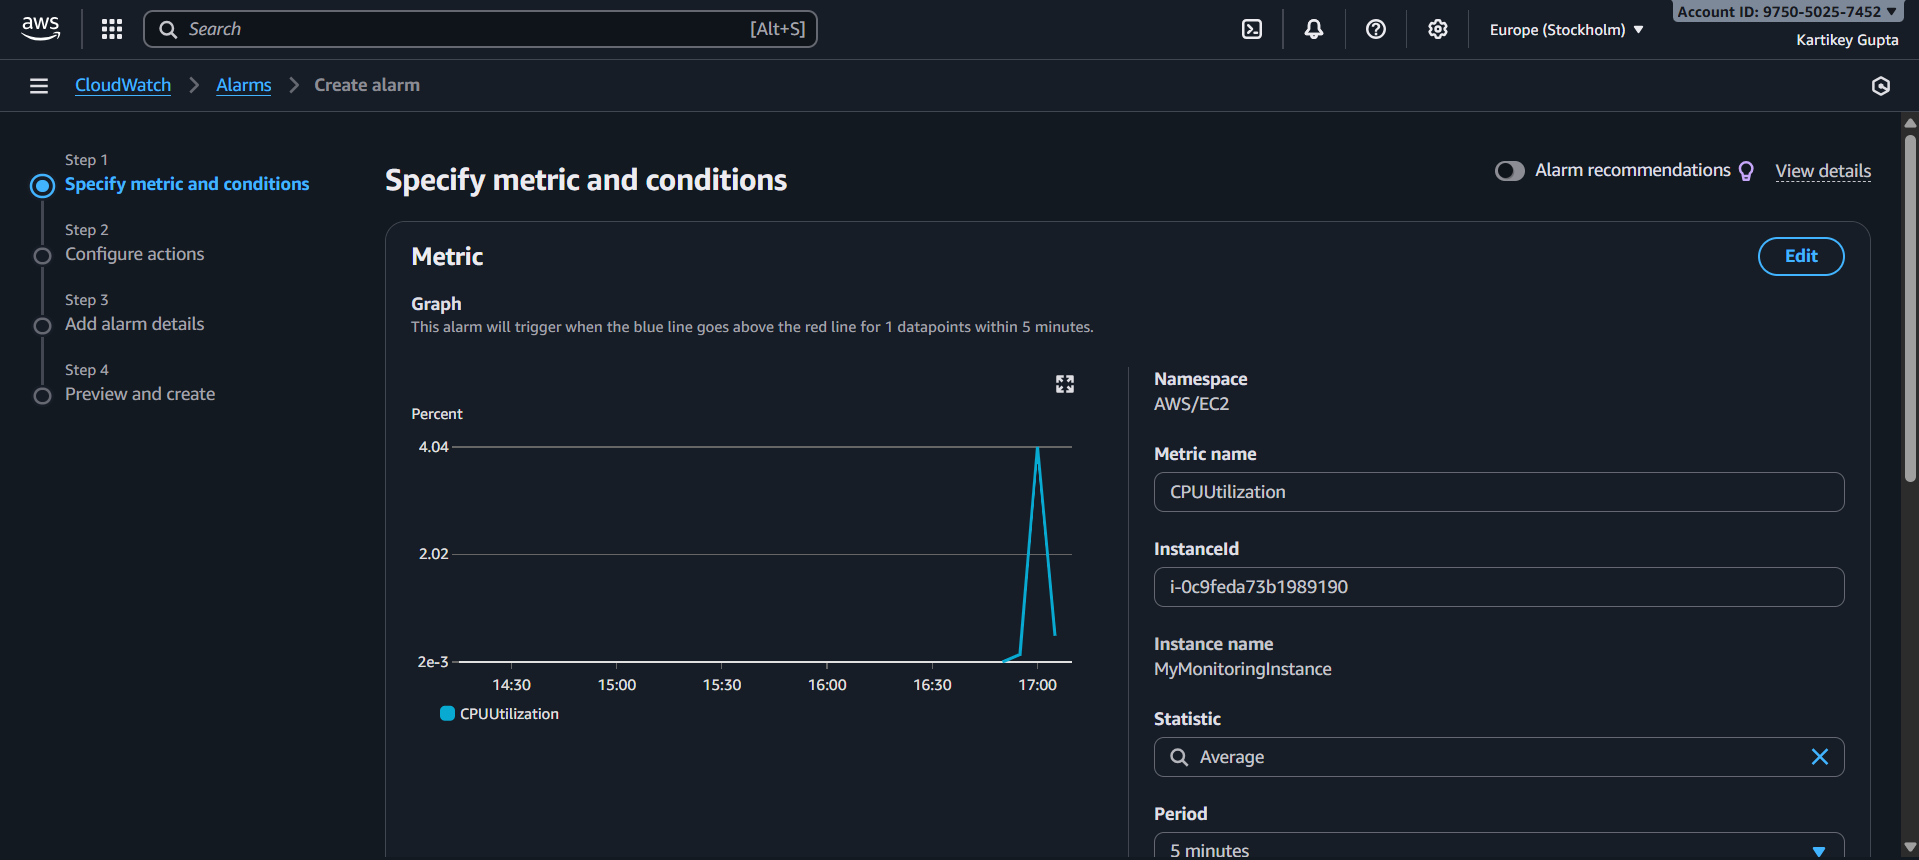 aws
Search
[Alt+S]
Europe (Stockholm)
Account ID: 9750-5025-7452
Kartikey Gupta
CloudWatch
Alarms
Create alarm
Step 1
Specify metric and conditions
Step 2
Configure actions
Step 3
Add alarm details
Step 4
Preview and create
Specify metric and conditions
Alarm recommendations
View details
Metric
Edit
Graph
This alarm will trigger when the blue line goes above the red line for 1 datapoints within 5 minutes.
Percent
4.04
2.02
2e-3
14:30
15:00
15:30
16:00
16:30
17:00
CPUUtilization
Namespace
AWS/EC2
Metric name
CPUUtilization
InstanceId
i-0c9feda73b1989190
Instance name
MyMonitoringInstance
Statistic
Average
Period
5 minutes